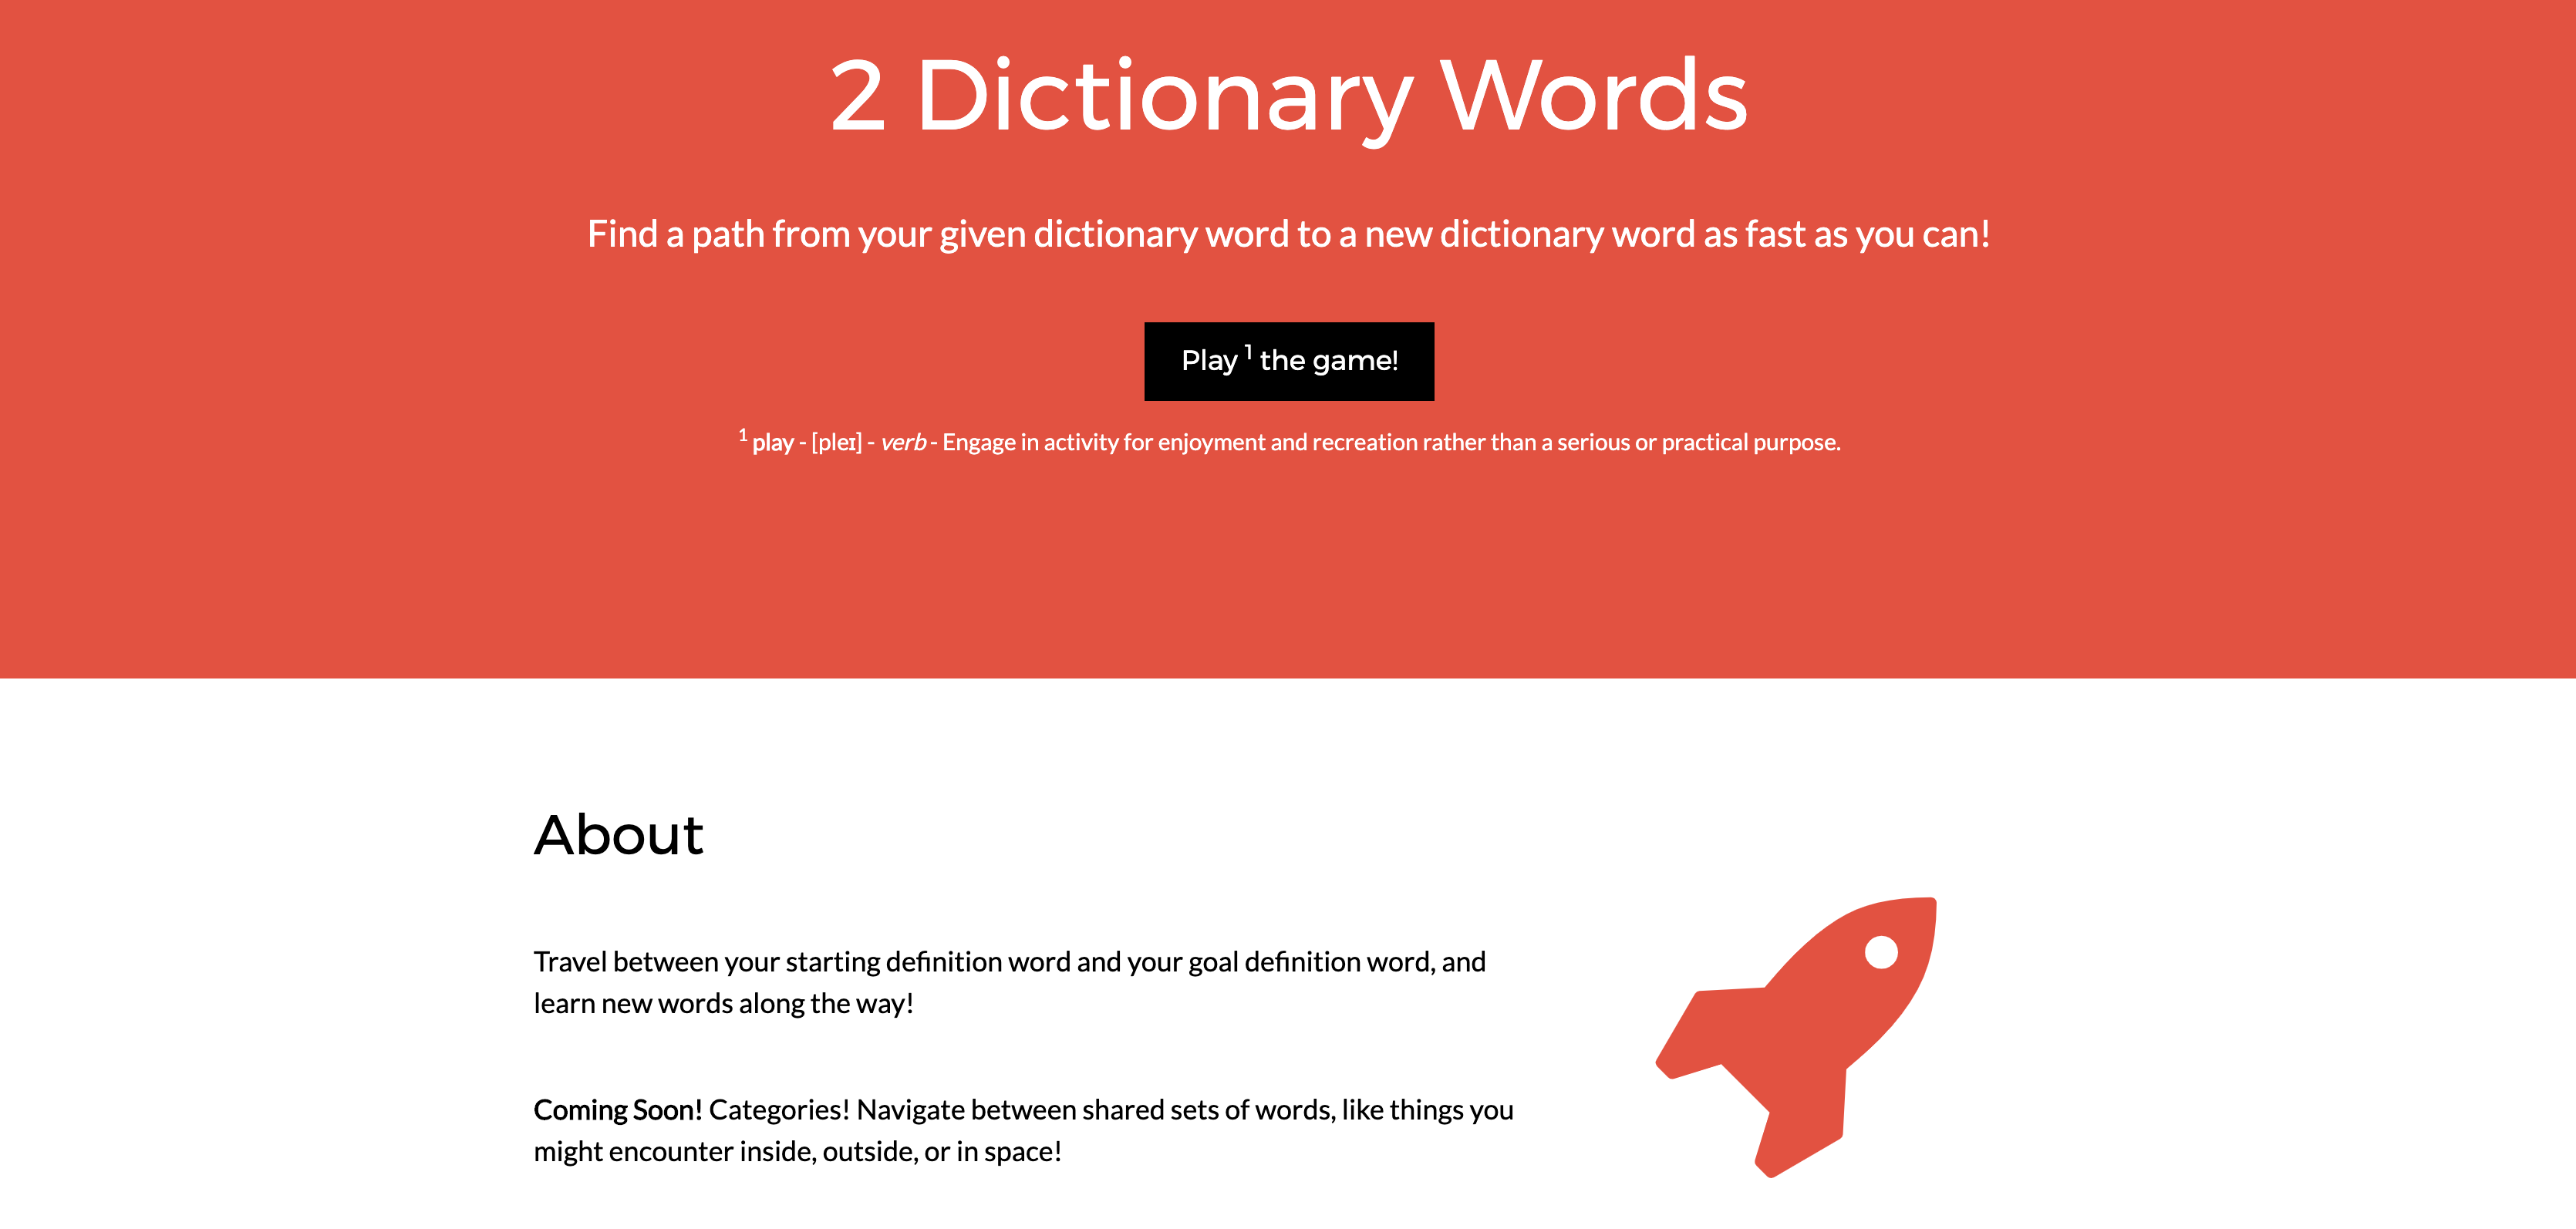 2 Dictionary Words
Find a path from your given dictionary word to a new dictionary word as fast as you can!
Play ¹ the game!
¹ play - [pleɪ] - verb - Engage in activity for enjoyment and recreation rather than a serious or practical purpose.
About
Travel between your starting definition word and your goal definition word, and
learn new words along the way!
Coming Soon! Categories! Navigate between shared sets of words, like things you
might encounter inside, outside, or in space!